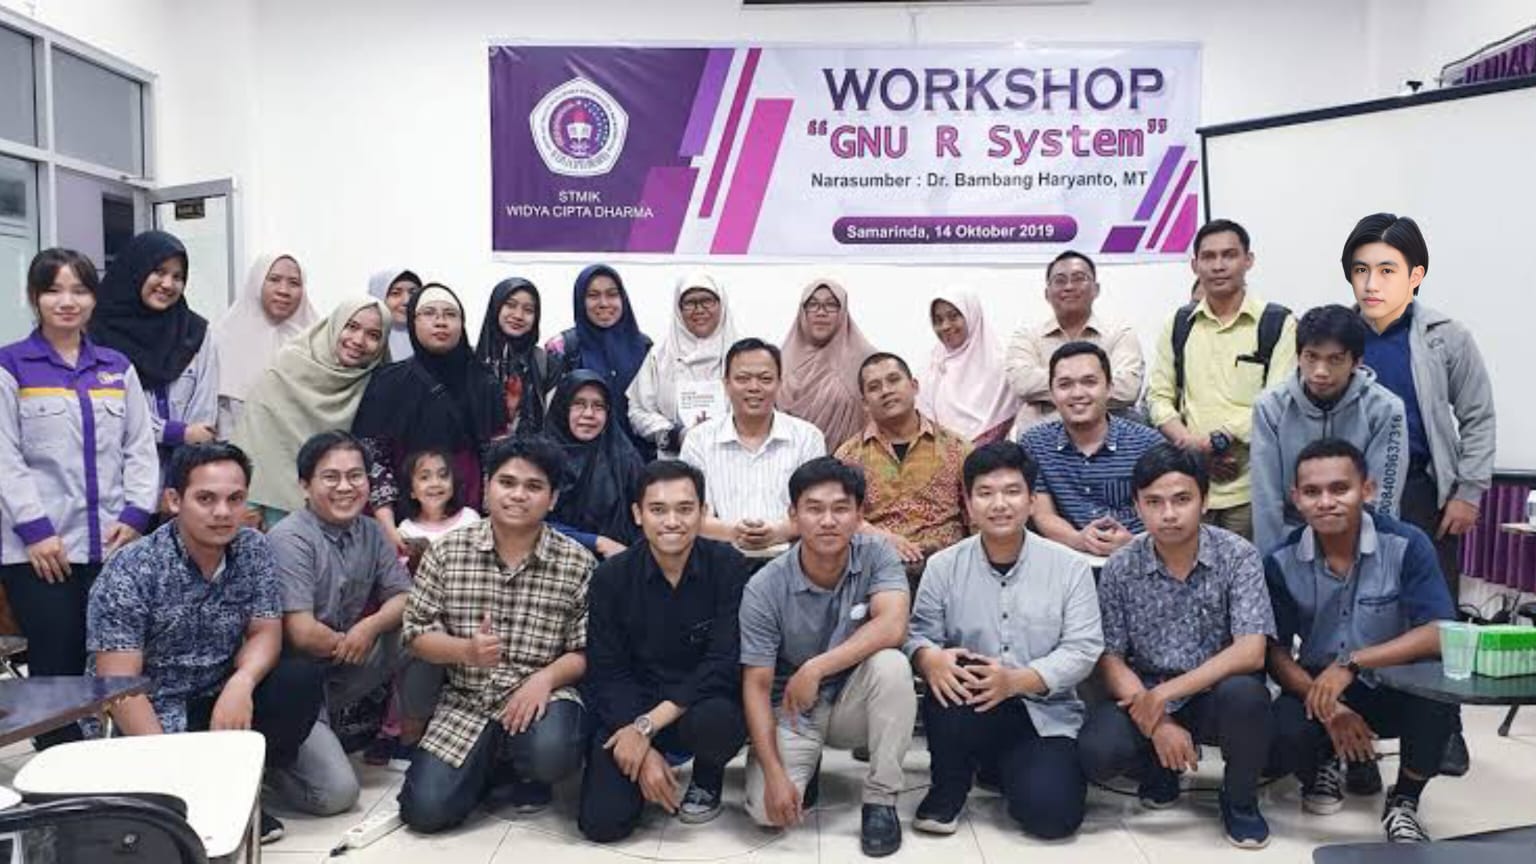 WORKSHOP
"GNU R System"
Narasumber : Dr. Bambang Haryanto, MT
Samarinda, 14 Oktober 2019
STMIK
WIDYA CIPTA DHARMA